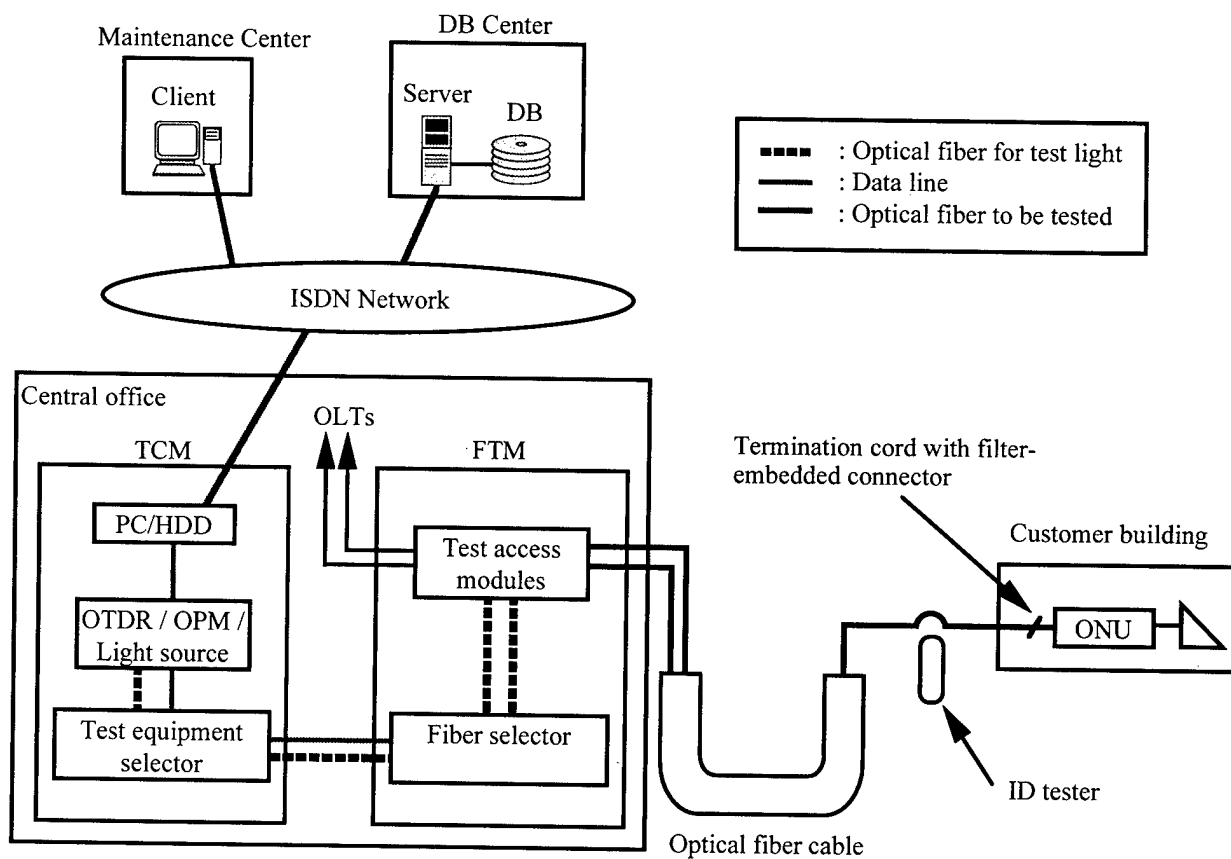 Maintenance Center
DB Center
Client
Server
DB
: Optical fiber for test light
: Data line
: Optical fiber to be tested
ISDN Network
Central office
OLTs
TCM
FTM
PC/HDD
Test access
modules
OTDR / OPM /
Light source
Test equipment
selector
Fiber selector
Termination cord with filter-
embedded connector
Customer building
ONU
ID tester
Optical fiber cable